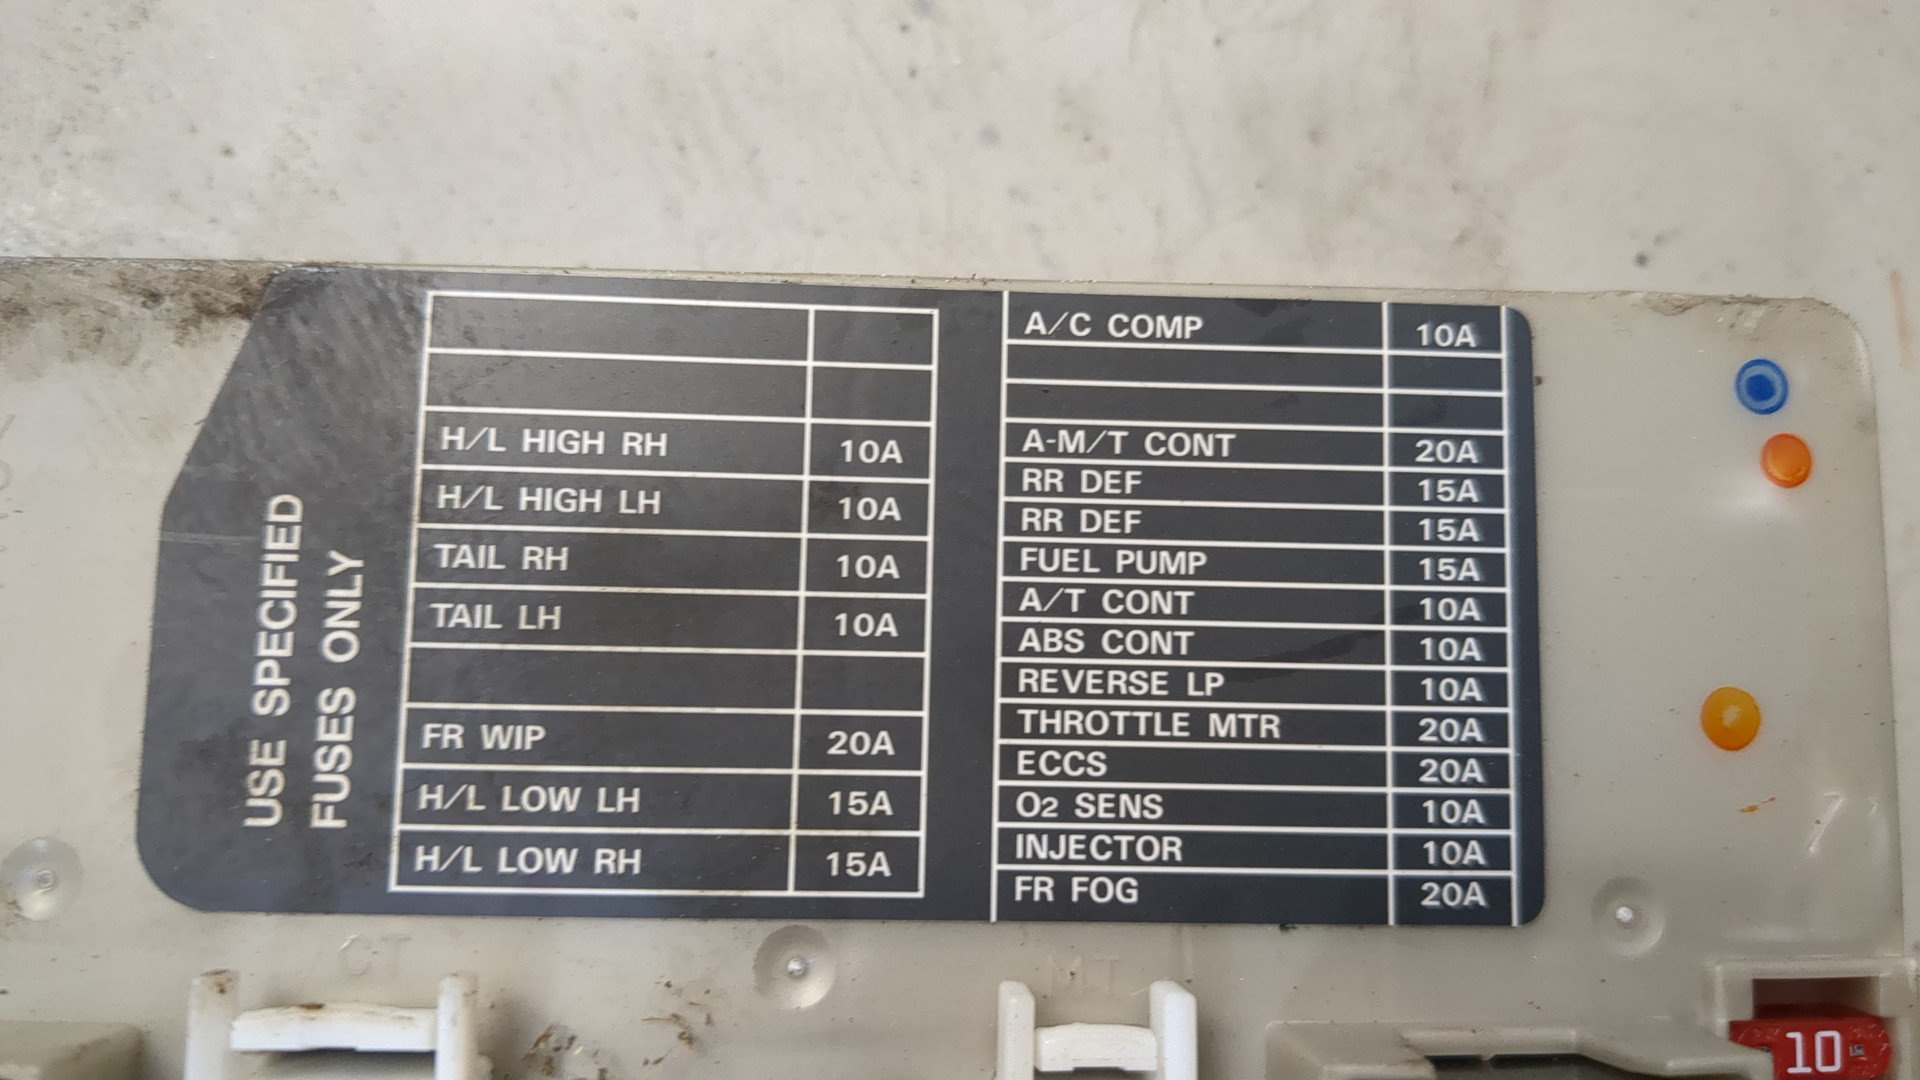 USE SPECIFIED
FUSES ONLY
H/L HIGH RH 10A
H/L HIGH LH 10A
TAIL RH 10A
TAIL LH 10A
FR WIP 20A
H/L LOW LH 15A
H/L LOW RH 15A
A/C COMP 10A
A-M/T CONT 20A
RR DEF 15A
RR DEF 15A
FUEL PUMP 15A
A/T CONT 10A
ABS CONT 10A
REVERSE LP 10A
THROTTLE MTR 20A
ECCS 20A
O2 SENS 10A
INJECTOR 10A
FR FOG 20A
CT
MT
10